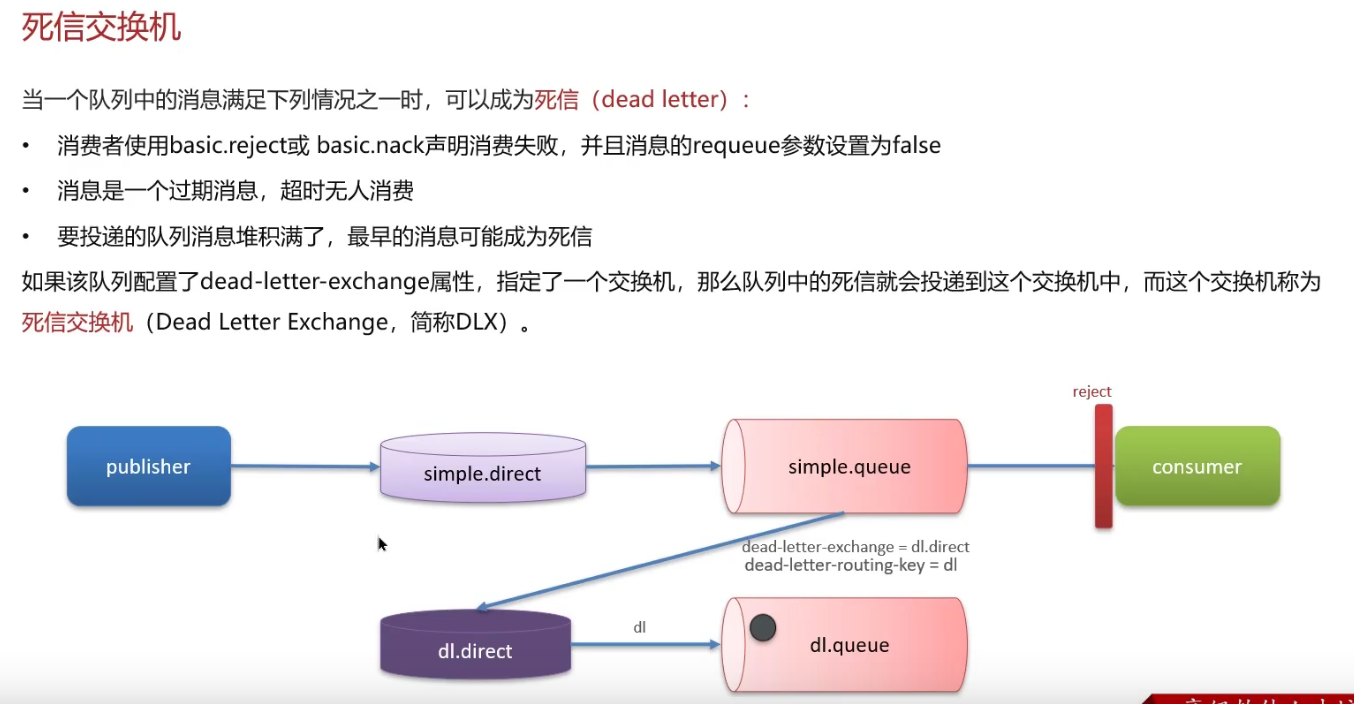 死信交换机
当一个队列中的消息满足下列情况之一时，可以成为死信（dead letter）：
• 消费者使用basic.reject或 basic.nack声明消费失败，并且消息的requeue参数设置为false
• 消息是一个过期消息，超时无人消费
• 要投递的队列消息堆积满了，最早的消息可能成为死信
如果该队列配置了dead-letter-exchange属性，指定了一个交换机，那么队列中的死信就会投递到这个交换机中，而这个交换机称为
死信交换机（Dead Letter Exchange，简称DLX）。
reject
publisher
simple.direct
simple.queue
consumer
dead-letter-exchange = dl.direct
dead-letter-routing-key = dl
dl.direct
dl
dl.queue